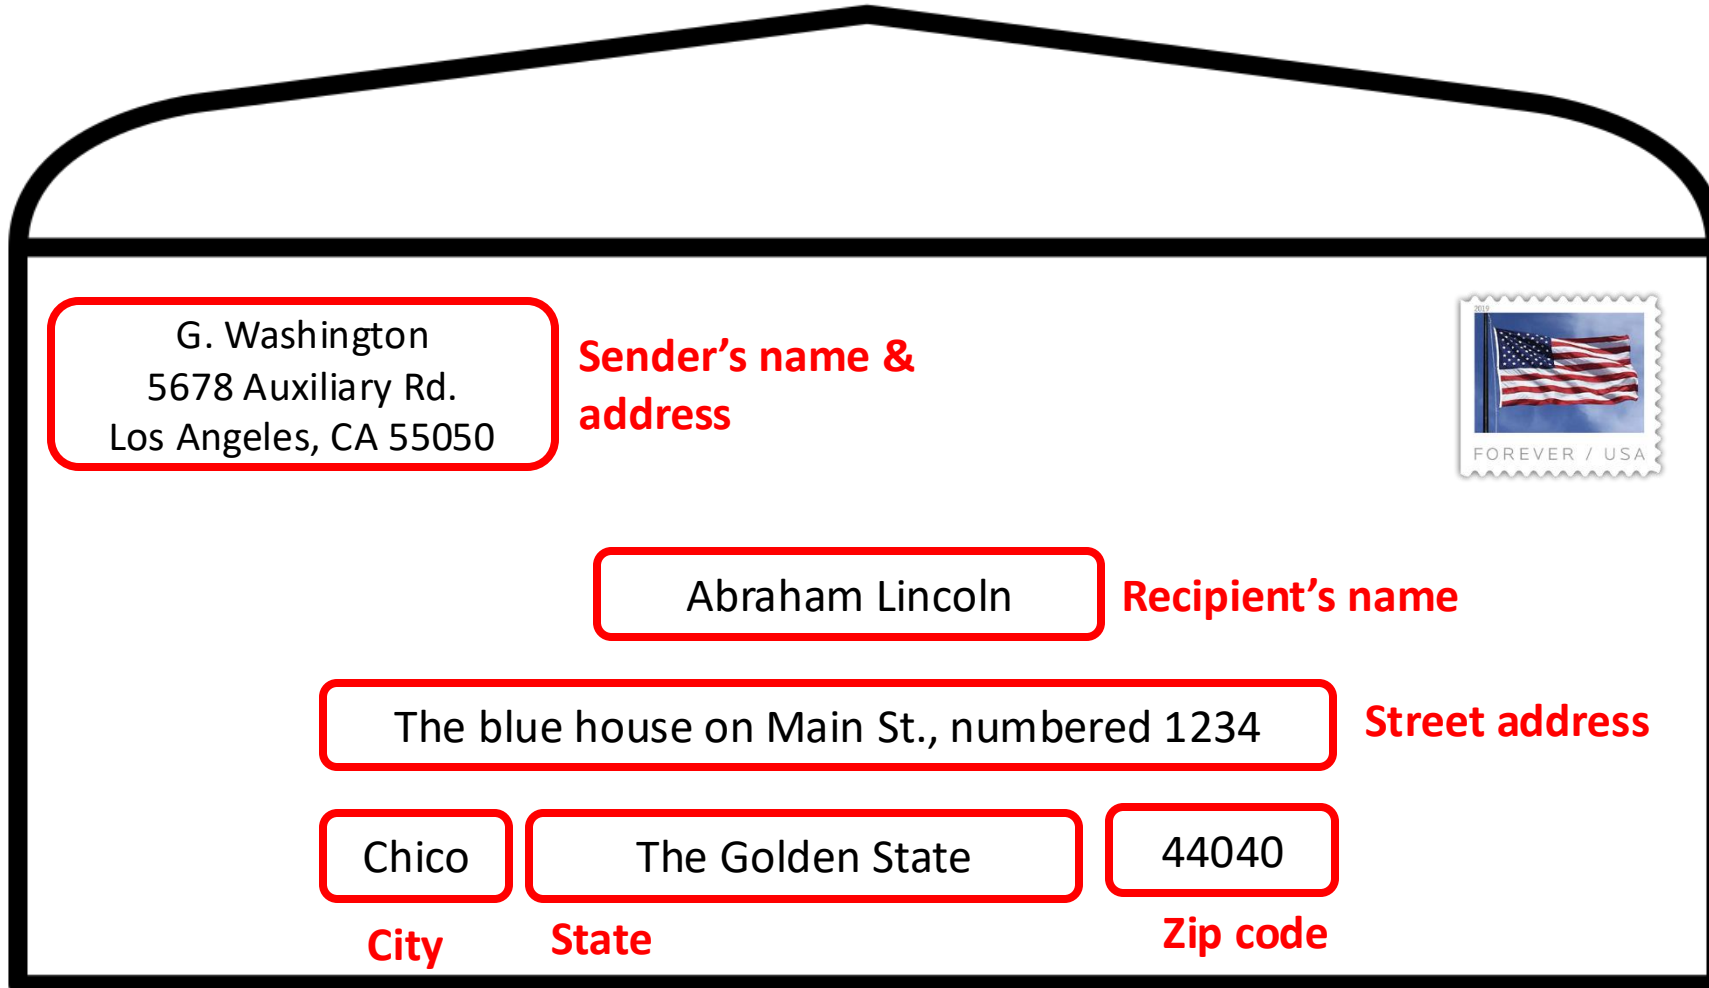 G. Washington
5678 Auxiliary Rd.
Los Angeles, CA 55050
Sender’s name &
address
2019
FOREVER / USA
Abraham Lincoln
Recipient’s name
The blue house on Main St., numbered 1234
Street address
Chico
The Golden State
44040
City
State
Zip code